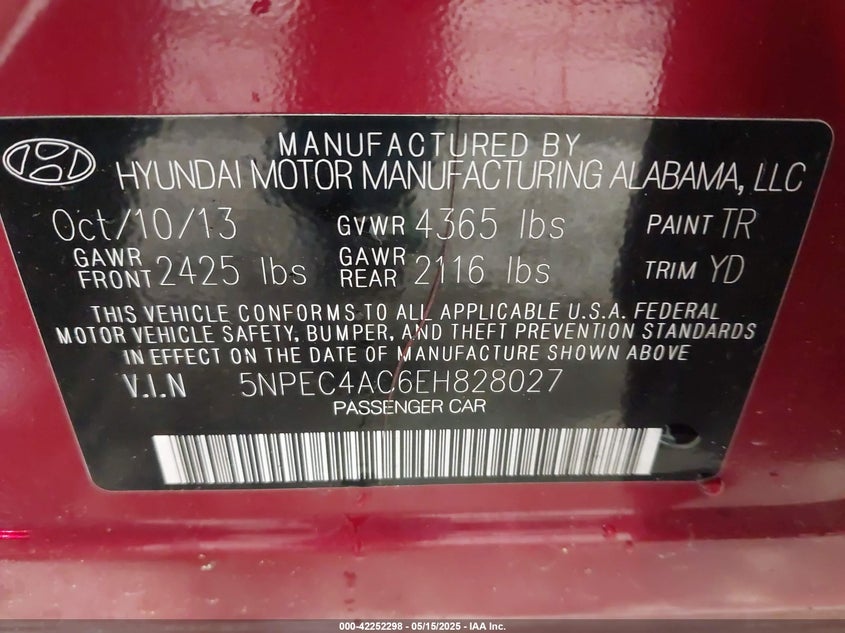 MANUFACTURED BY
HYUNDAI MOTOR MANUFACTURING ALABAMA, LLC
Oct/10/13 GVWR 4365 lbs PAINT TR
GAWR FRONT 2425 lbs GAWR REAR 2116 lbs TRIM YD
THIS VEHICLE CONFORMS TO ALL APPLICABLE U.S.A. FEDERAL
MOTOR VEHICLE SAFETY, BUMPER, AND THEFT PREVENTION STANDARDS
IN EFFECT ON THE DATE OF MANUFACTURE SHOWN ABOVE
V.I.N 5NPEC4AC6EH828027
PASSENGER CAR
000-42252298 - 05/15/2025 - IAA Inc.